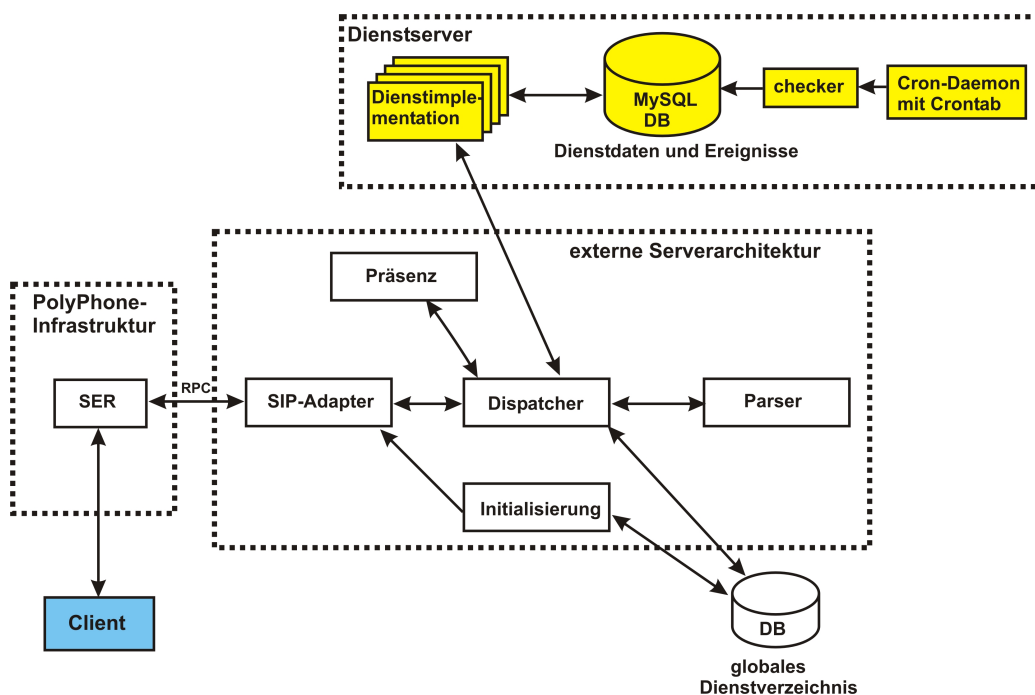 Dienstserver
Dienstimple-
mentation
MySQL
DB
checker
Cron-Daemon
mit Crontab
Dienstdaten und Ereignisse
externe Serverarchitektur
Präsenz
PolyPhone-
Infrastruktur
SER
RPC
SIP-Adapter
Dispatcher
Parser
Initialisierung
Client
DB
globales
Dienstverzeichnis